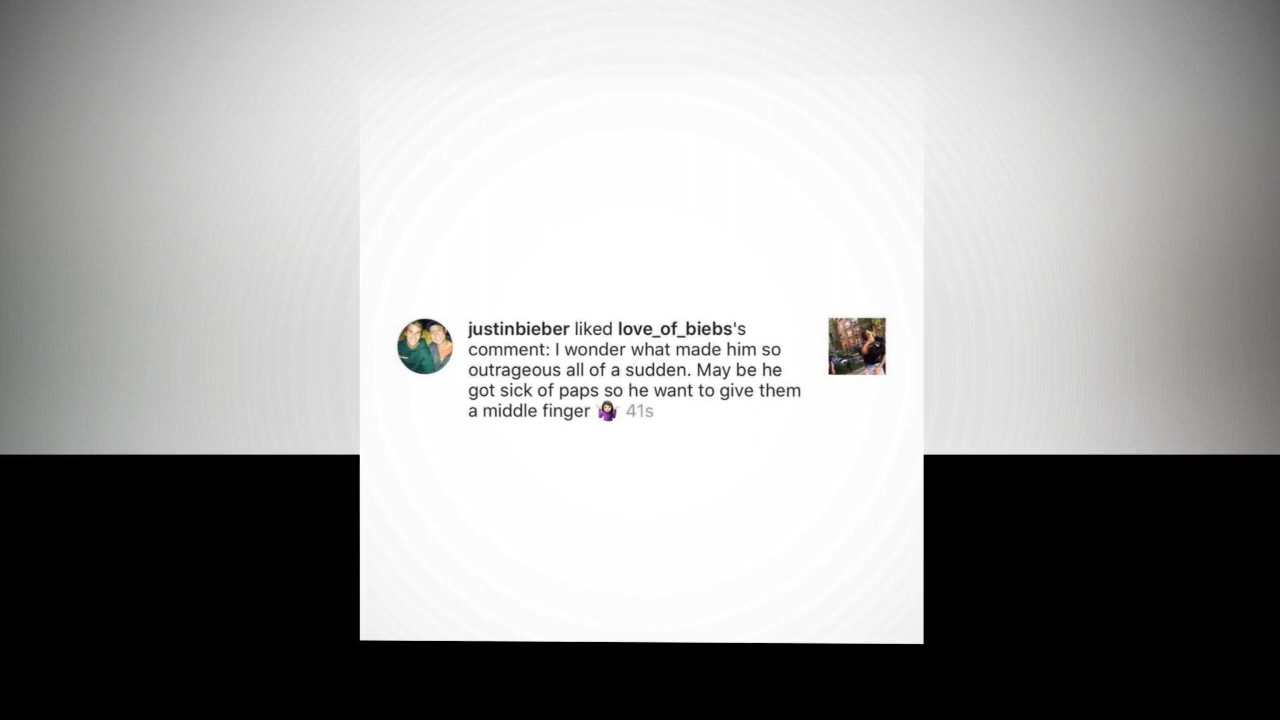 justinbieber liked love_of_biebs's
comment: I wonder what made him so
outrageous all of a sudden. May be he
got sick of paps so he want to give them
a middle finger 🤷🏻‍♀️ 41s